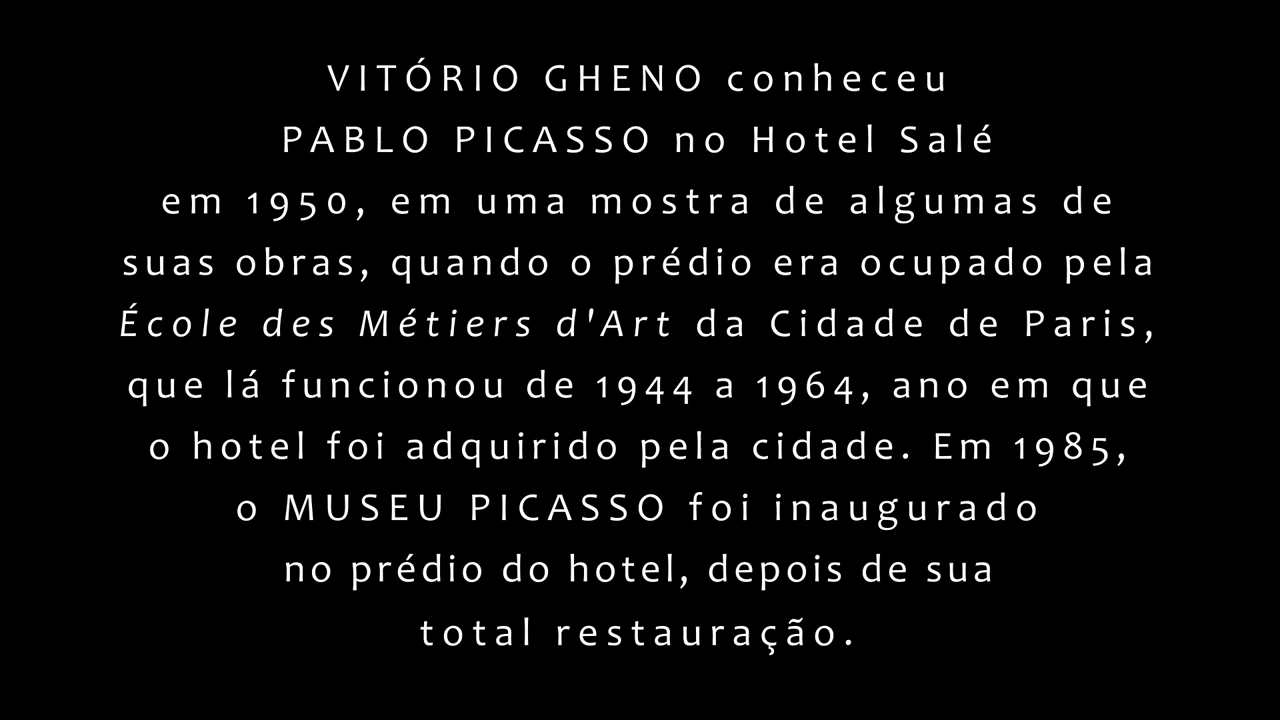 VITÓRIO GHENO conheceu
PABLO PICASSO no Hotel Salé
em 1950, em uma mostra de algumas de
suas obras, quando o prédio era ocupado pela
École des Métiers d'Art da Cidade de Paris,
que lá funcionou de 1944 a 1964, ano em que
o hotel foi adquirido pela cidade. Em 1985,
o MUSEU PICASSO foi inaugurado
no prédio do hotel, depois de sua
total restauração.